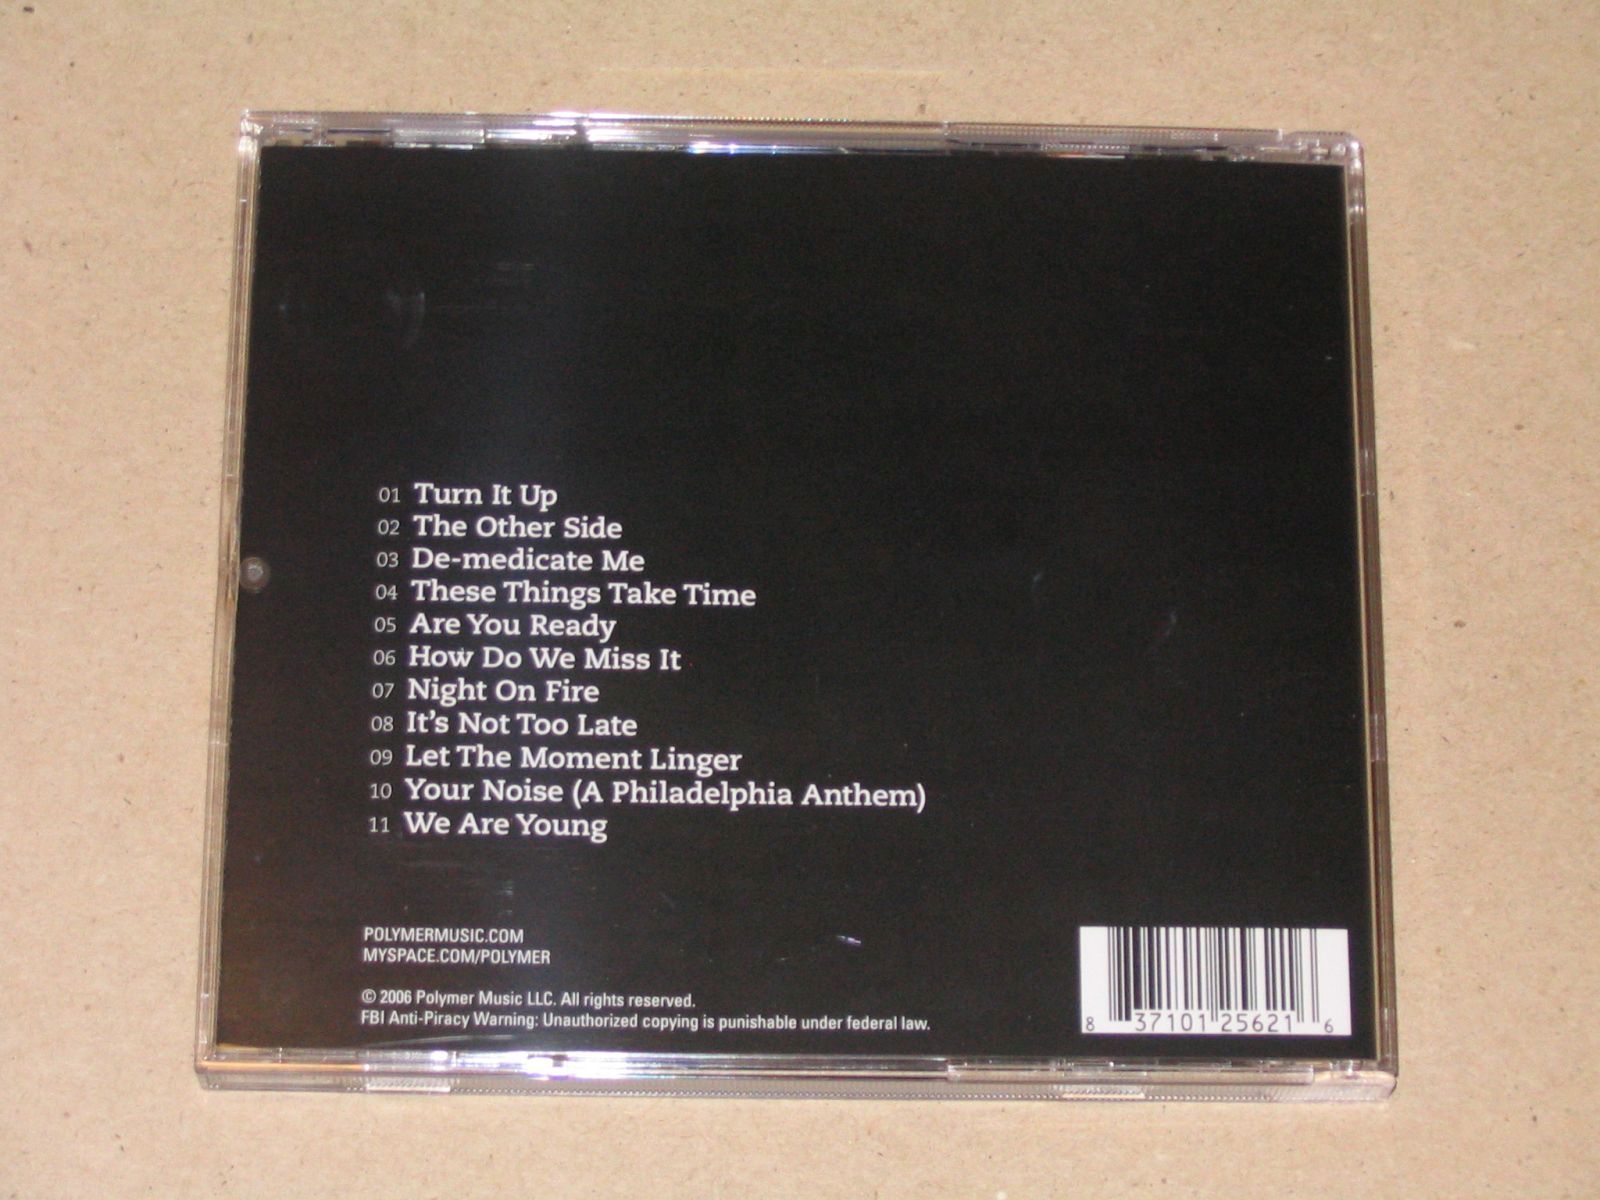 01 Turn It Up
02 The Other Side
03 De-medicate Me
04 These Things Take Time
05 Are You Ready
06 How Do We Miss It
07 Night On Fire
08 It's Not Too Late
09 Let The Moment Linger
10 Your Noise (A Philadelphia Anthem)
11 We Are Young
POLYMERMUSIC.COM
MYSPACE.COM/POLYMER
© 2006 Polymer Music LLC. All rights reserved.
FBI Anti-Piracy Warning: Unauthorized copying is punishable under federal law.
8 37101 25621 6